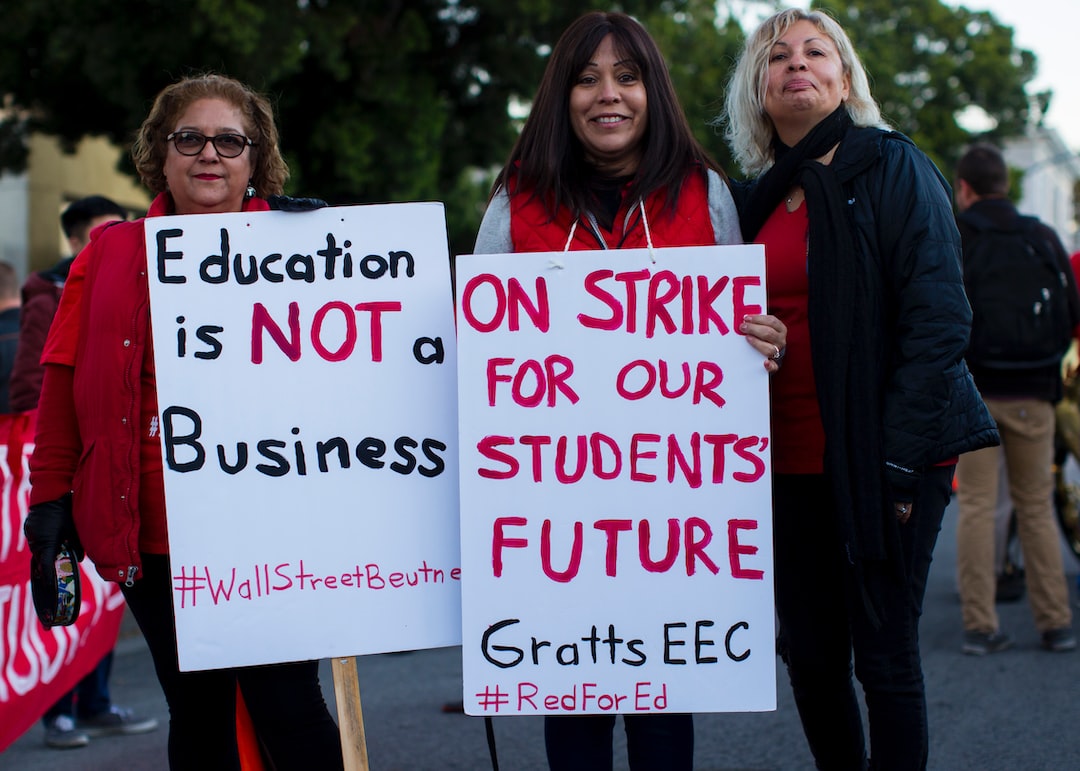 Education
is NOT a
Business
#WallStreetBeutne
ON STRIKE
FOR OUR
STUDENTS'
FUTURE
Gratts EEC
#RedForEd